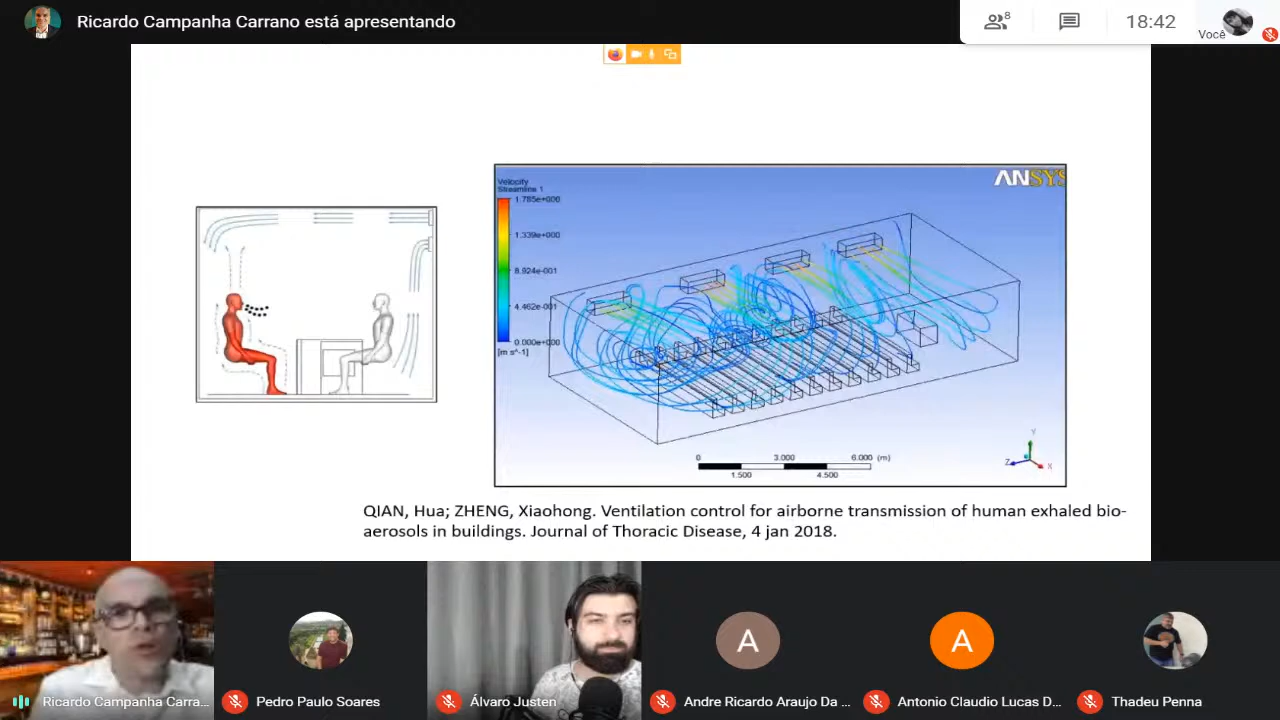 Ricardo Campanha Carrano está apresentando
8
18:42
Você
ANSYS
Velocity
Streamline 1
1.785e+000
1.339e+000
8.924e-001
4.462e-001
0.000e+000
[m s^-1]
0 3.000 6.000 (m)
1.500 4.500
Y
Z X
QIAN, Hua; ZHENG, Xiaohong. Ventilation control for airborne transmission of human exhaled bio-
aerosols in buildings. Journal of Thoracic Disease, 4 jan 2018.
A
A
Ricardo Campanha Carra...
Pedro Paulo Soares
Álvaro Justen
Andre Ricardo Araujo Da ...
Antonio Claudio Lucas D...
Thadeu Penna